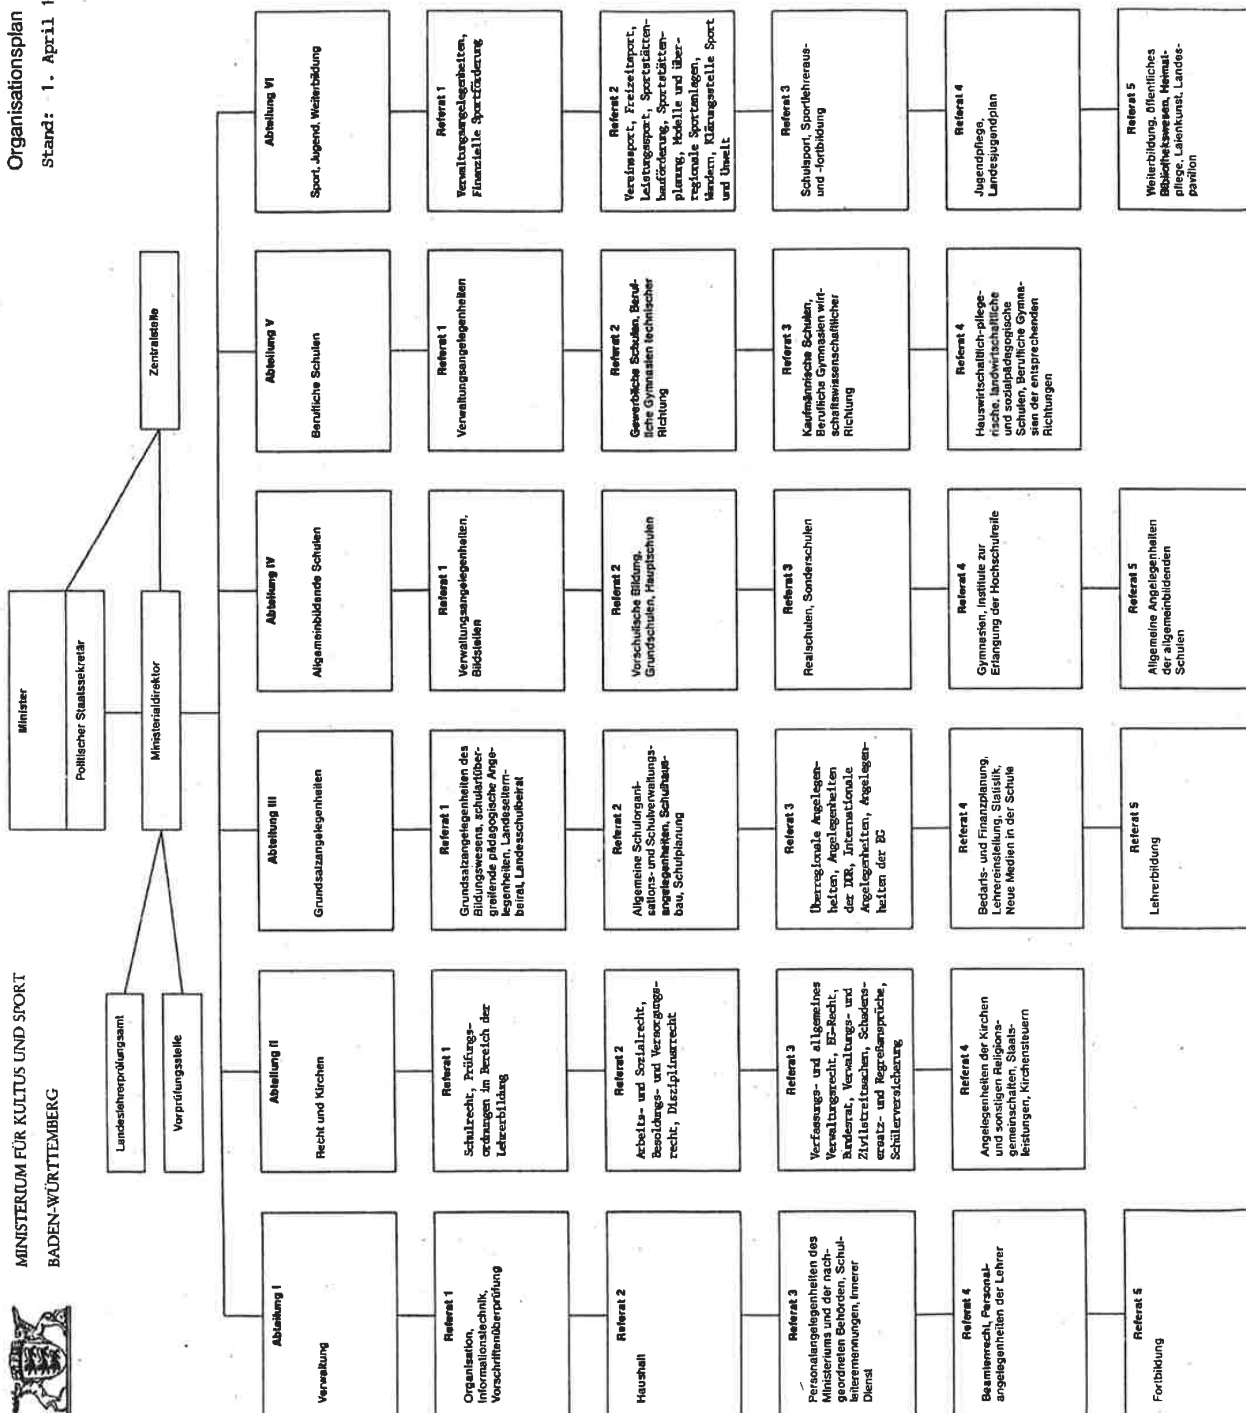 MINISTERIUM FÜR KULTUS UND SPORT
BADEN-WÜRTTEMBERG
Organisationsplan
Stand: 1. April
Minister
Politischer Staatssekretär
Ministerialdirektor
Zentralstelle
Landeslehrerprüfungsamt
Vorprüfungsstelle
Abteilung I
Verwaltung
Referat 1
Organisation,
Informationstechnik,
Vorschriftenüberprüfung
Referat 2
Haushalt
Referat 3
Personalangelegenheiten des
Ministeriums und der nach-
geordneten Behörden, Schul-
leiterernennungen, Innerer
Dienst
Referat 4
Beamtenrecht, Personal-
angelegenheiten der Lehrer
Referat 5
Fortbildung
Abteilung II
Recht und Kirchen
Referat 1
Schulrecht, Prüfungs-
ordnungen im Bereich der
Lehrerbildung
Referat 2
Arbeits- und Sozialrecht,
Besoldungs- und Versorgungs-
recht, Disziplinarrecht
Referat 3
Verfassungs- und allgemeines
Verwaltungsrecht, EG-Recht,
Bundesrat, Verwaltungs- und
Zivilstreitsachen, Schadens-
ersatz- und Regreßansprüche,
Schülerversicherung
Referat 4
Angelegenheiten der Kirchen
und sonstigen Religions-
gemeinschaften, Staats-
leistungen, Kirchensteuern
Abteilung III
Grundsatzangelegenheiten
Referat 1
Grundsatzangelegenheiten des
Bildungswesens, schulartüber-
greifende pädagogische Ange-
legenheiten, Landeseltern-
beirat, Landesschulbeirat
Referat 2
Allgemeine Schulorgani-
sations- und Schulverwaltungs-
angelegenheiten, Schulhaus-
bau, Schulplanung
Referat 3
Überregionale Angelegen-
heiten, Angelegenheiten
der DDR, Internationale
Angelegenheiten, Angelegen-
heiten der EG
Referat 4
Bedarfs- und Finanzplanung,
Lehrereinstellung, Statistik,
Neue Medien in der Schule
Referat 5
Lehrerbildung
Abteilung IV
Allgemeinbildende Schulen
Referat 1
Verwaltungsangelegenheiten,
Bildstellen
Referat 2
Vorschulische Bildung,
Grundschulen, Hauptschulen
Referat 3
Realschulen, Sonderschulen
Referat 4
Gymnasien, Institute zur
Erlangung der Hochschulreife
Referat 5
Allgemeine Angelegenheiten
der allgemeinbildenden
Schulen
Abteilung V
Berufliche Schulen
Referat 1
Verwaltungsangelegenheiten
Referat 2
Gewerbliche Schulen, Beruf-
liche Gymnasien technischer
Richtung
Referat 3
Kaufmännische Schulen,
Berufliche Gymnasien wirt-
schaftswissenschaftlicher
Richtung
Referat 4
Hauswirtschaftlich-pflege-
rische, landwirtschaftliche
und sozialpädagogische
Schulen, Berufliche Gymna-
sien der entsprechenden
Richtungen
Abteilung VI
Sport, Jugend, Weiterbildung
Referat 1
Verwaltungsangelegenheiten,
Finanzielle Sportförderung
Referat 2
Vereinssport, Freizeitsport,
Leistungssport, Sportstätten-
bauförderung, Sportstätten-
planung, Modelle und über-
regionale Sportanlagen,
Wandern, Klärungsstelle Sport
und Umwelt
Referat 3
Schulsport, Sportlehreraus-
und -fortbildung
Referat 4
Jugendpflege,
Landesjugendplan
Referat 5
Weiterbildung, öffentliches
Bibliothekswesen, Heimat-
pflege, Laienkunst, Landes-
pavillon